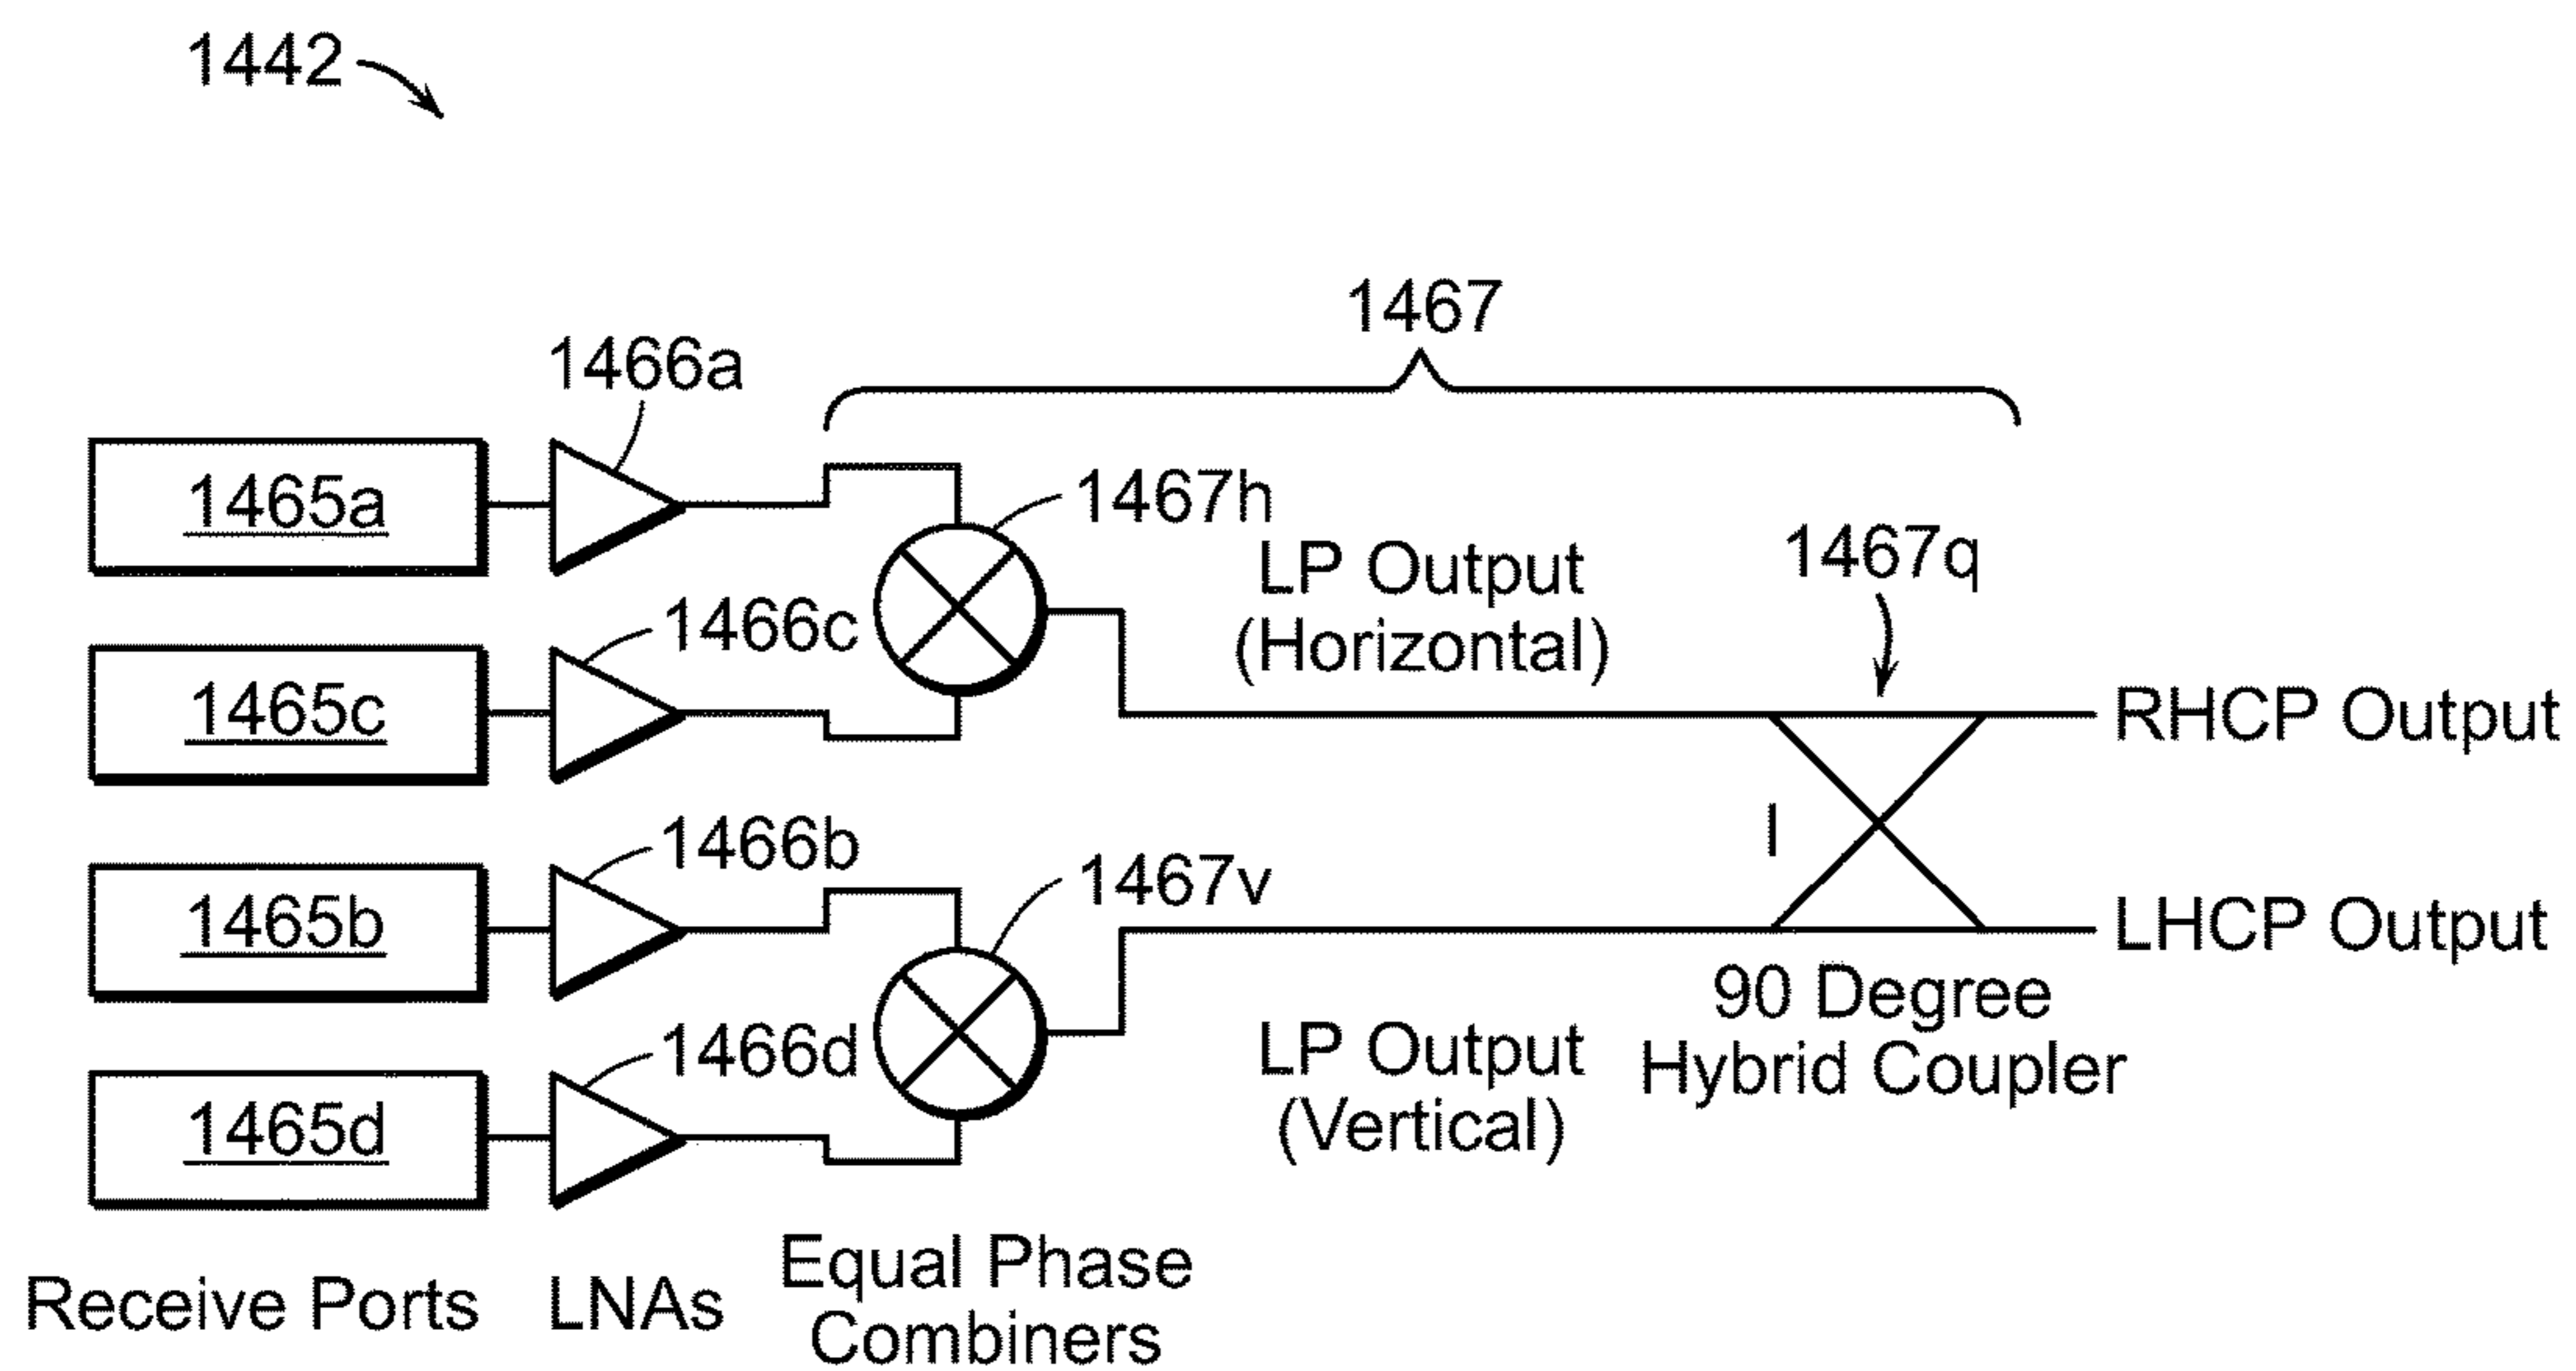 1442
1467
1466a
1465a
1467h
LP Output
(Horizontal)
1467q
1466c
1465c
RHCP Output
1466b
1465b
1467v
LHCP Output
90 Degree
Hybrid Coupler
1466d
1465d
LP Output
(Vertical)
Receive Ports
LNAs
Equal Phase
Combiners